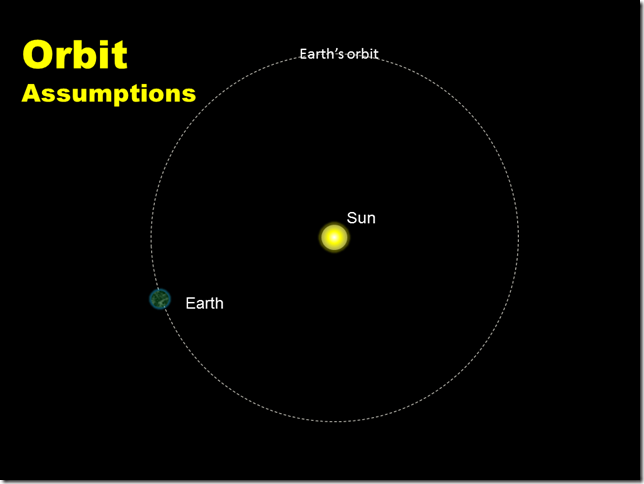 Orbit
Assumptions
Earth's orbit
Sun
Earth